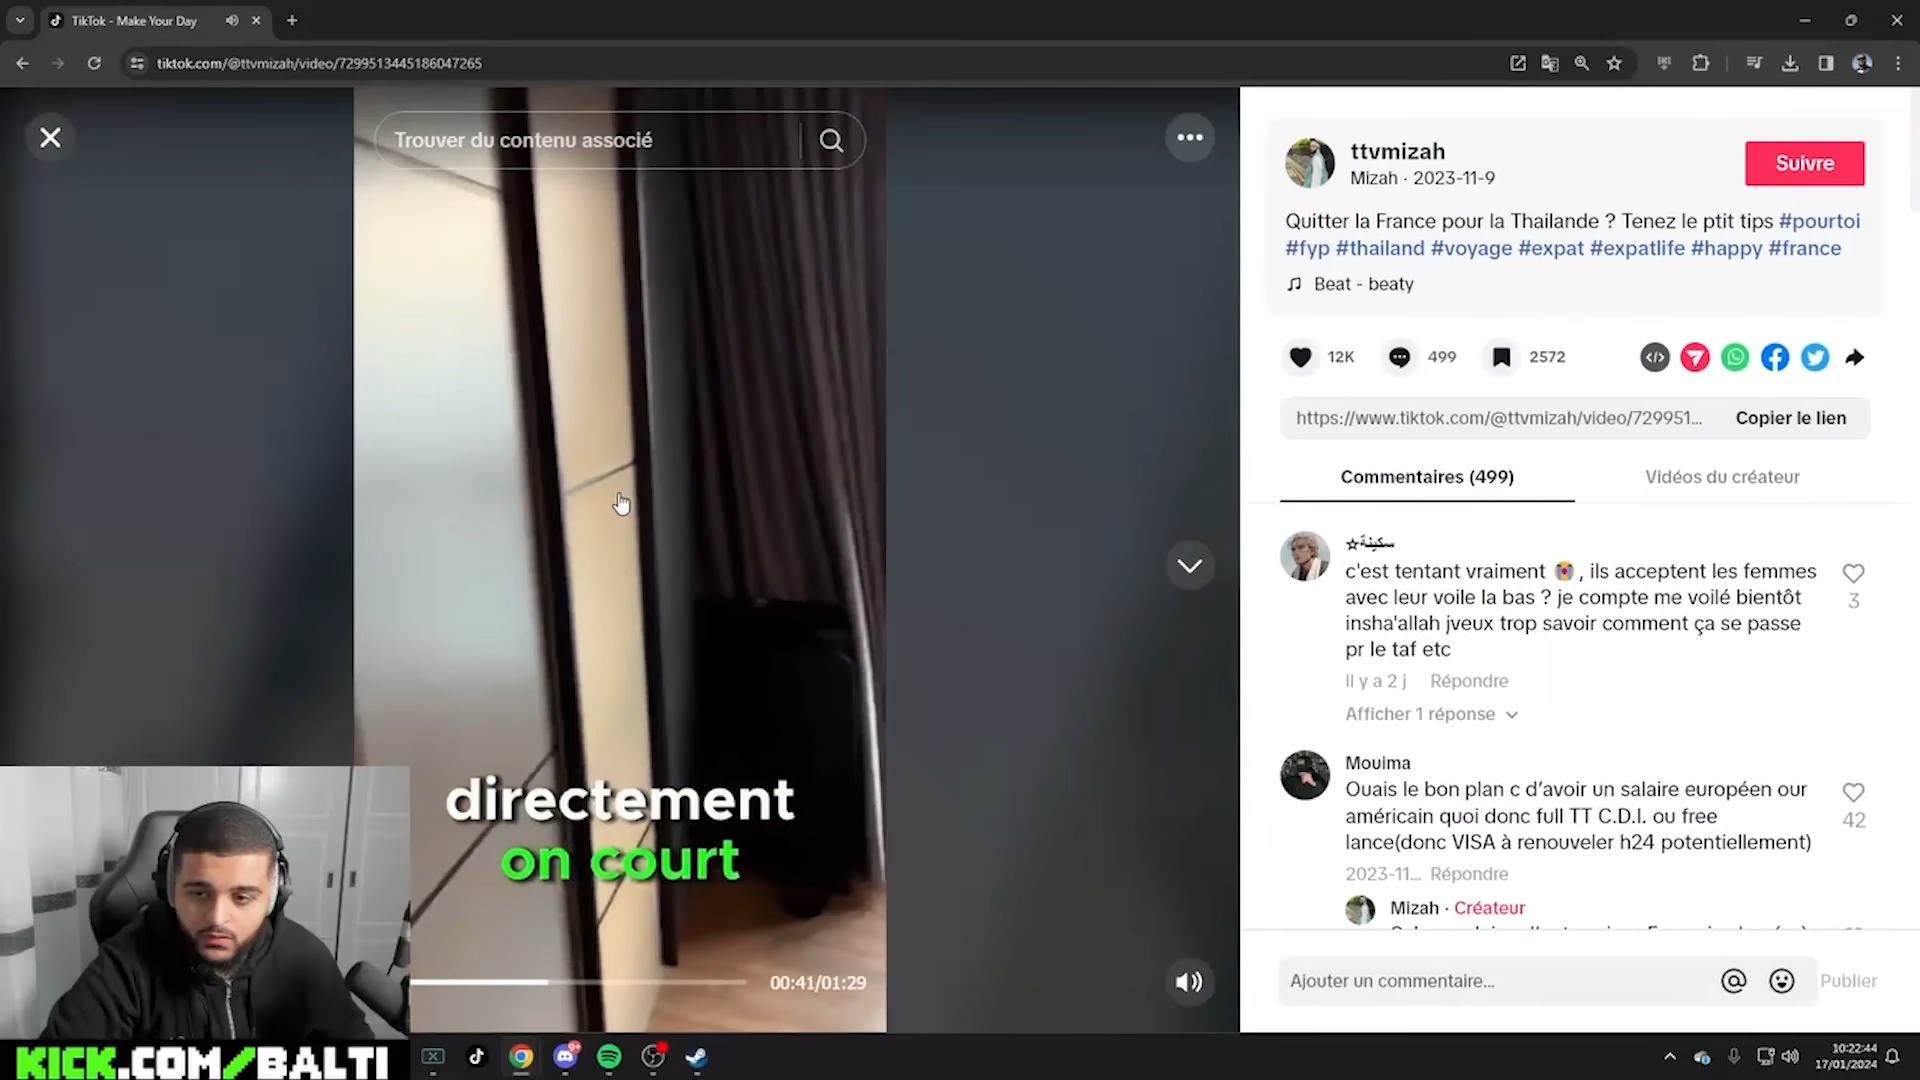 TikTok - Make Your Day
tiktok.com/@ttvmizah/video/7299513445186047265
Trouver du contenu associé
directement
on court
00:41/01:29
KICK.COM/BALTI
ttvmizah
Mizah · 2023-11-9
Suivre
Quitter la France pour la Thailande ? Tenez le ptit tips #pourtoi
#fyp #thailand #voyage #expat #expatlife #happy #france
Beat - beaty
12K
499
2572
https://www.tiktok.com/@ttvmizah/video/729951...
Copier le lien
Commentaires (499)
Vidéos du créateur
☆سكينة
c'est tentant vraiment 😭 , ils acceptent les femmes
avec leur voile la bas ? je compte me voilé bientôt
insha'allah jveux trop savoir comment ça se passe
pr le taf etc
3
Il y a 2 j
Répondre
Afficher 1 réponse
Mouima
Ouais le bon plan c d’avoir un salaire européen our
américain quoi donc full TT C.D.I. ou free
lance(donc VISA à renouveler h24 potentiellement)
42
2023-11...
Répondre
Mizah · Créateur
Ajouter un commentaire...
Publier
10:22:44
17/01/2024